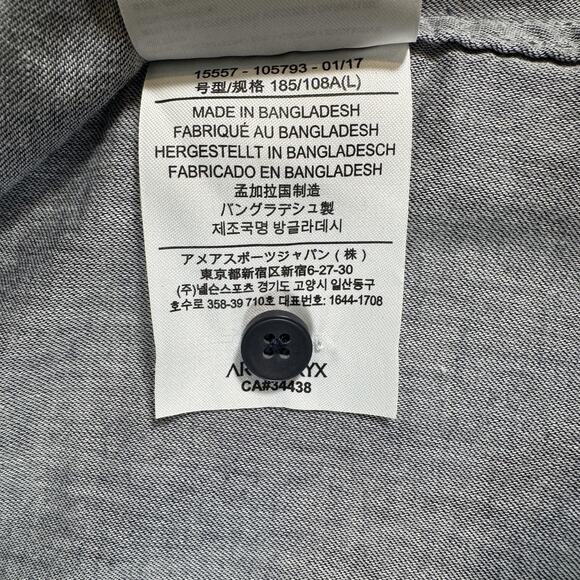 15557 - 105793 - 01/17
号型/规格 185/108A(L)
MADE IN BANGLADESH
FABRIQUÉ AU BANGLADESH
HERGESTELLT IN BANGLADESCH
FABRICADO EN BANGLADESH
孟加拉国制造
バングラデシュ製
제조국명 방글라데시
アメアスポーツジャパン (株)
東京都新宿区新宿6-27-30
(주)넬슨스포츠 경기도 고양시 일산동구
호수로 358-39 710호 대표번호: 1644-1708
CA#34438